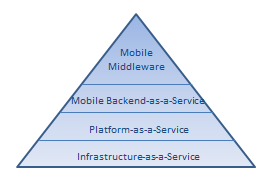 Mobile
Middleware
Mobile Backend-as-a-Service
Platform-as-a-Service
Infrastructure-as-a-Service